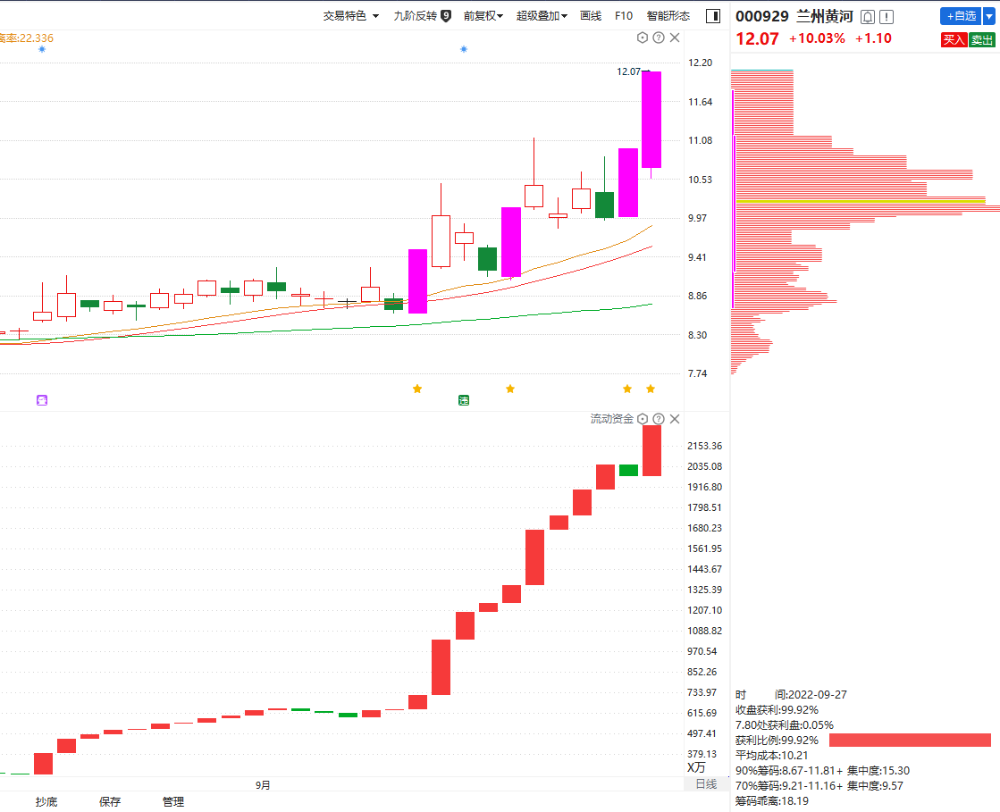 交易特色 九阶反转 9 前复权 超级叠加 画线 F10 智能形态
000929 兰州黄河
+自选
12.07 +10.03% +1.10
买入 卖出
离率:22.336
12.07
12.20
11.64
11.08
10.53
9.97
9.41
8.86
8.30
7.74
违
流动资金
2153.36
2035.08
1916.80
1798.51
1680.23
1561.95
1443.67
1325.39
1207.10
1088.82
970.54
852.26
733.97
615.69
497.41
379.13
X万
9月
日线
抄底 保存 管理
时 间:2022-09-27
收盘获利:99.92%
7.80处获利盘:0.05%
获利比例:99.92%
平均成本:10.21
90%筹码:8.67-11.81+ 集中度:15.30
70%筹码:9.21-11.16+ 集中度:9.57
筹码乖离:18.19